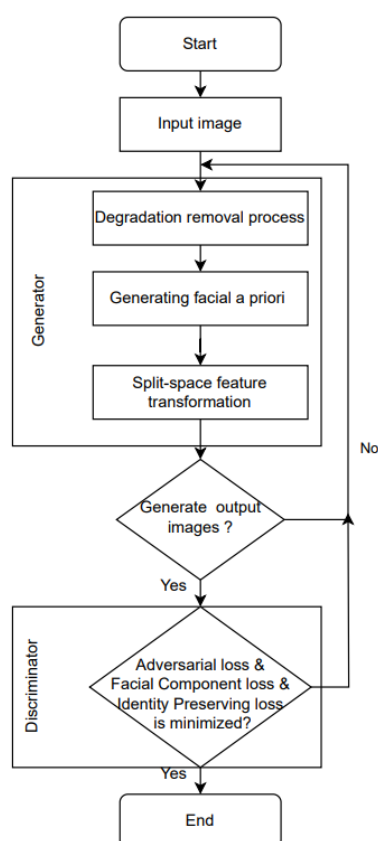 Start
Input image
Generator
Degradation removal process
Generating facial a priori
Split-space feature
transformation
No
Generate  output
images ?
Yes
Discriminator
Adversarial loss &
Facial Component loss &
Identity Preserving loss
is minimized?
Yes
End